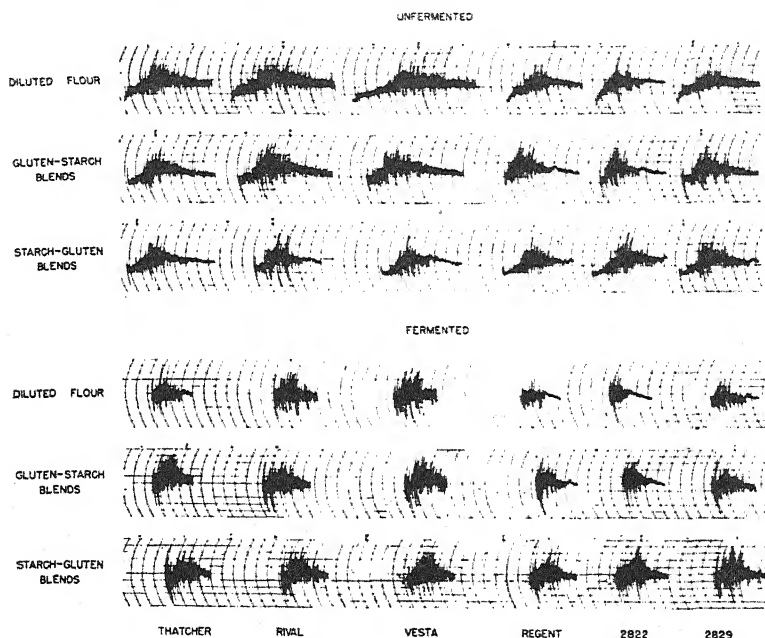 UNFERMENTED
DILUTED FLOUR
GLUTEN-STARCH
BLENDS
STARCH-GLUTEN
BLENDS
FERMENTED
DILUTED FLOUR
GLUTEN-STARCH
BLENDS
STARCH-GLUTEN
BLENDS
THATCHER RIVAL VESTA REGENT 2822 2829